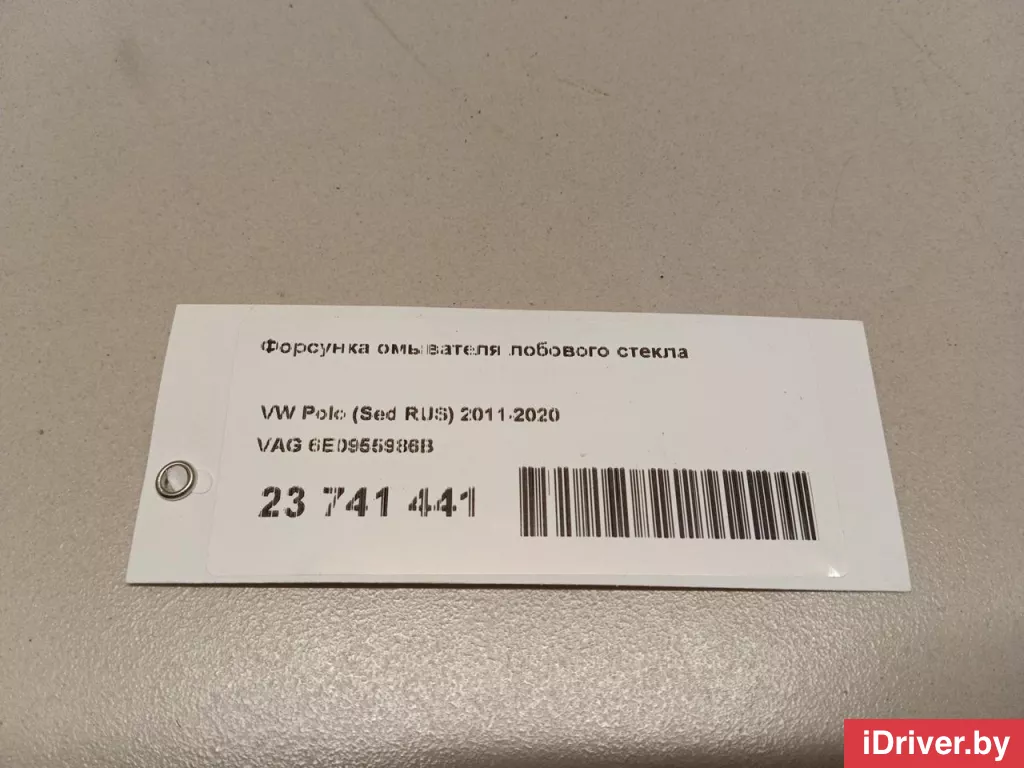 Форсунка омывателя лобового стекла
VW Polo (Sed RUS) 2011-2020
VAG 6E0955986B
23 741 441
iDriver.by